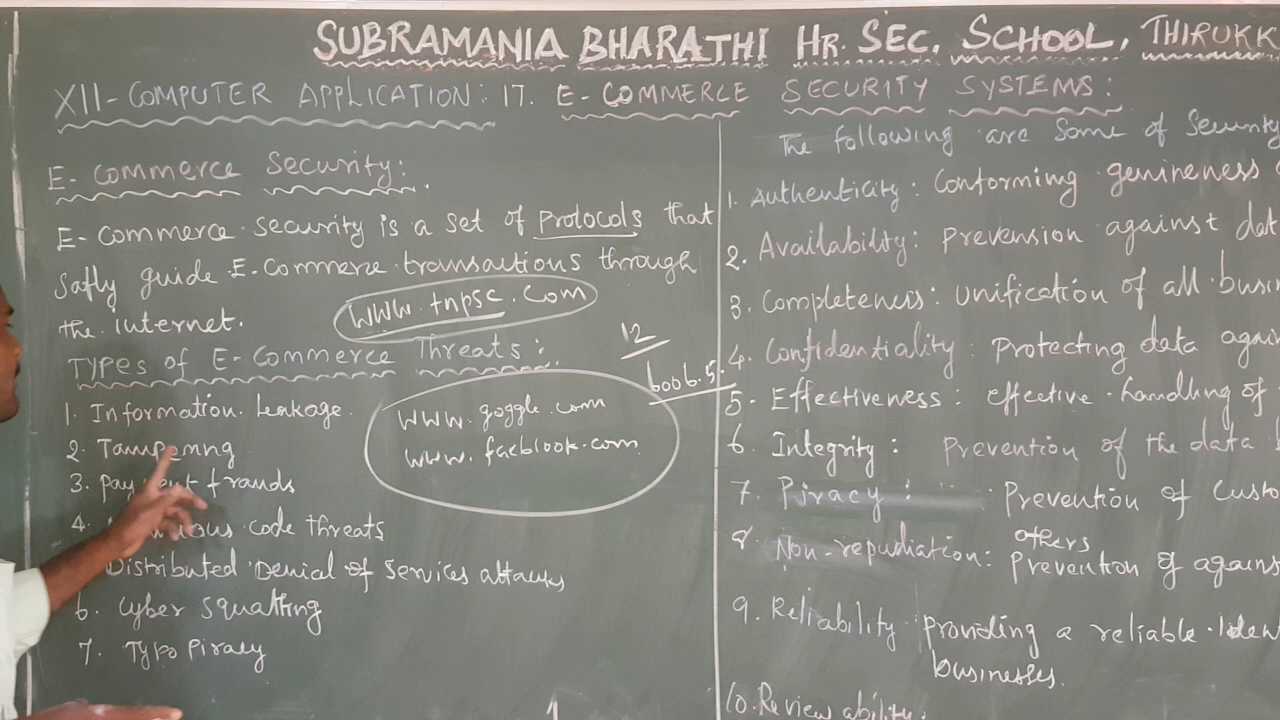 SUBRAMANIA BHARATHI HR. SEC. SCHOOL, THIRUKK
XII-COMPUTER APPLICATION: 17. E-COMMERCE SECURITY SYSTEMS:
E-Commerce Security:
E-Commerce security is a set of protocols that
Safly guide E-Commerce transactions through
the internet.
www.tnpsc.com
TYPES of E-Commerce Threats:
1. Information Leakage
2. Tampering
3. Payment frauds
4. code threats
Distributed Denial of Services attacks
6. Cyber Squatting
7. Typo Piracy
12
www.goggle.com
www.facblook.com
The following are Some of Security
1. Authenticity: Conforming genuineness
2. Availability: Prevension against dat
3. Completeness: Unification of all busin
4. Confidentiality: Protecting data again
5. Effectiveness: effective handling of
6. Integrity: Prevention of the data
7. Piracy: Prevention of Custo
others
8. Non-repudiation: Prevention of agains
9. Reliability: Providing a reliable Iden
businesses.
10. Review ability: